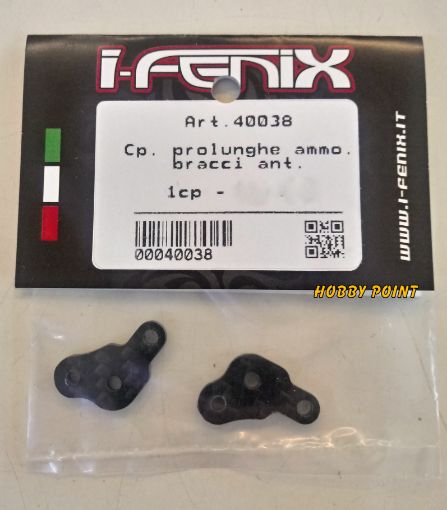 i-FENIX
Art.40038
Cp. prolunghe ammo.
bracci ant.
1cp -
00040038
WWW.I-FENIX.IT
HOBBY POINT